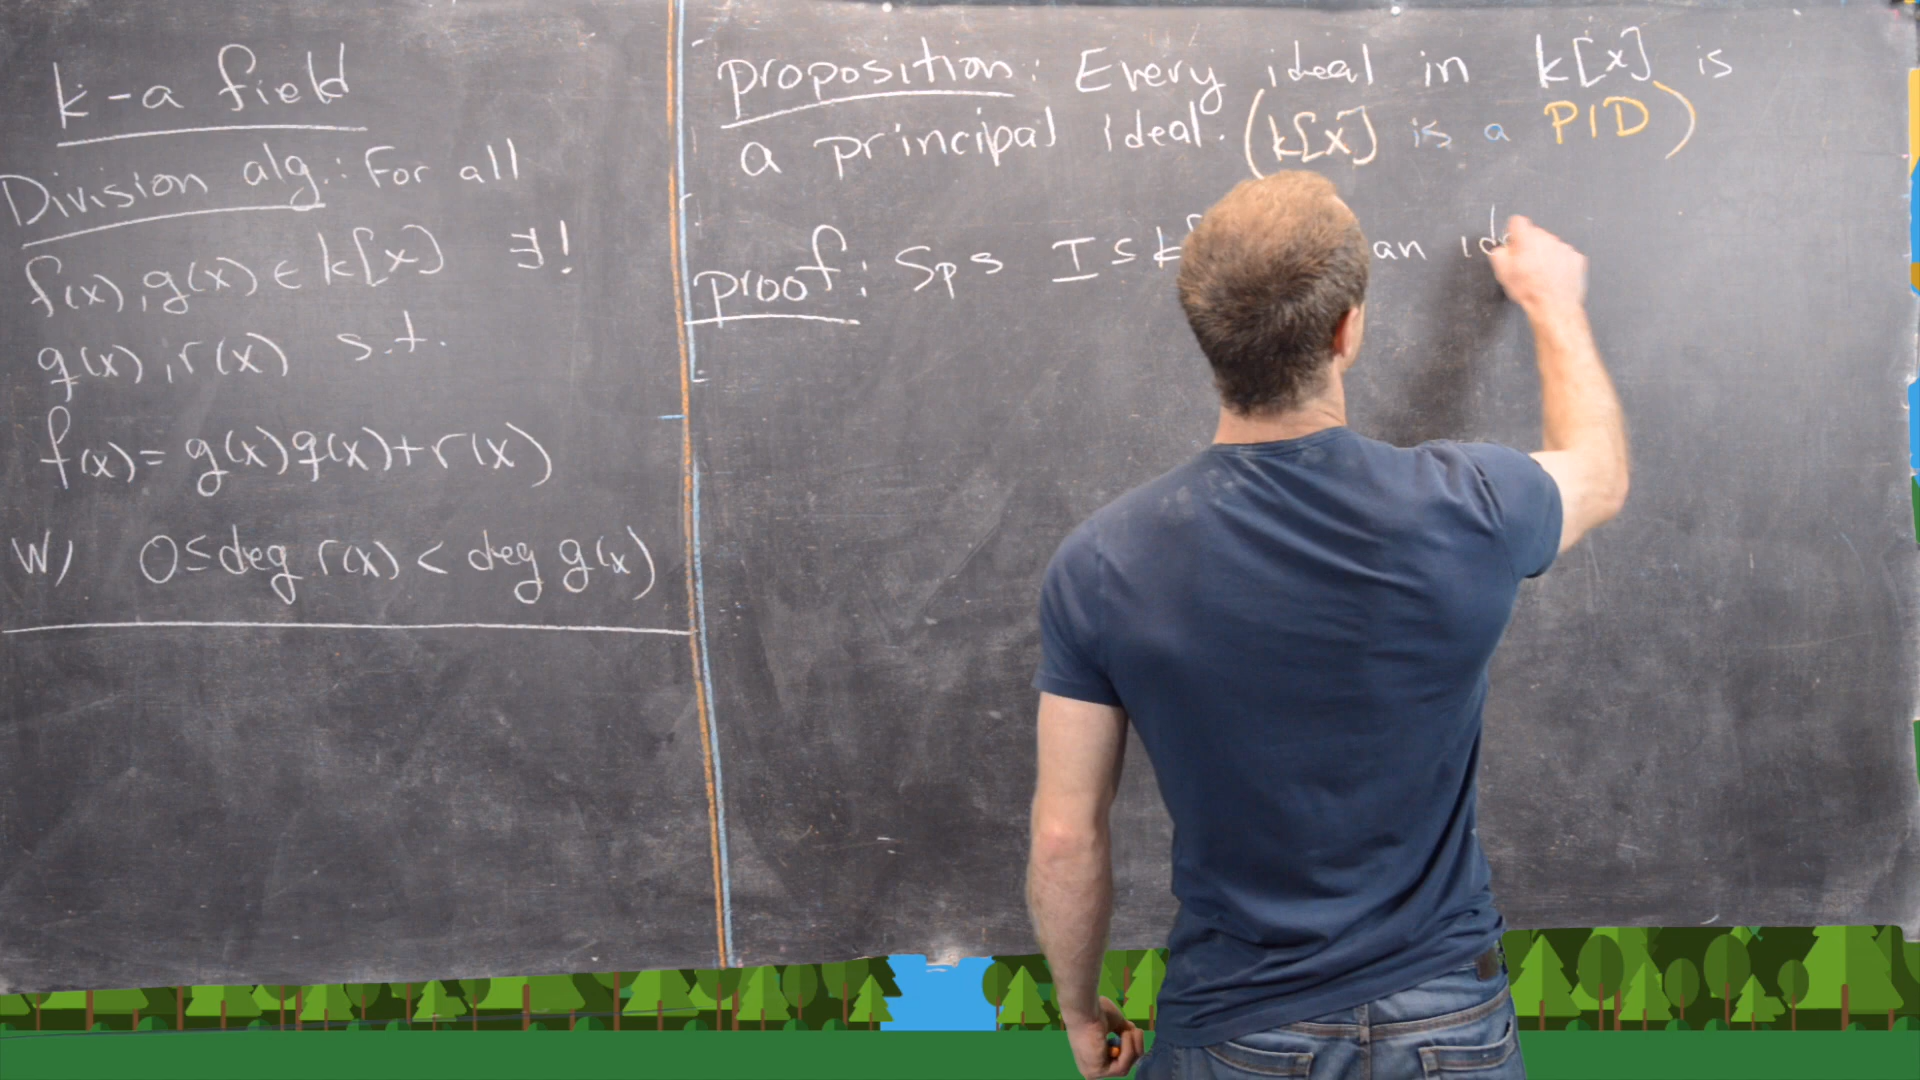 k - a field
Division alg.: For all
f(x), g(x) ∈ k[x] ∃!
q(x), r(x) s.t.
f(x) = g(x)q(x) + r(x)
w/ 0 ≤ deg r(x) < deg g(x)
proposition: Every ideal in k[x] is
a principal ideal. (k[x] is a PID)
proof: Sps I ⊆ k an